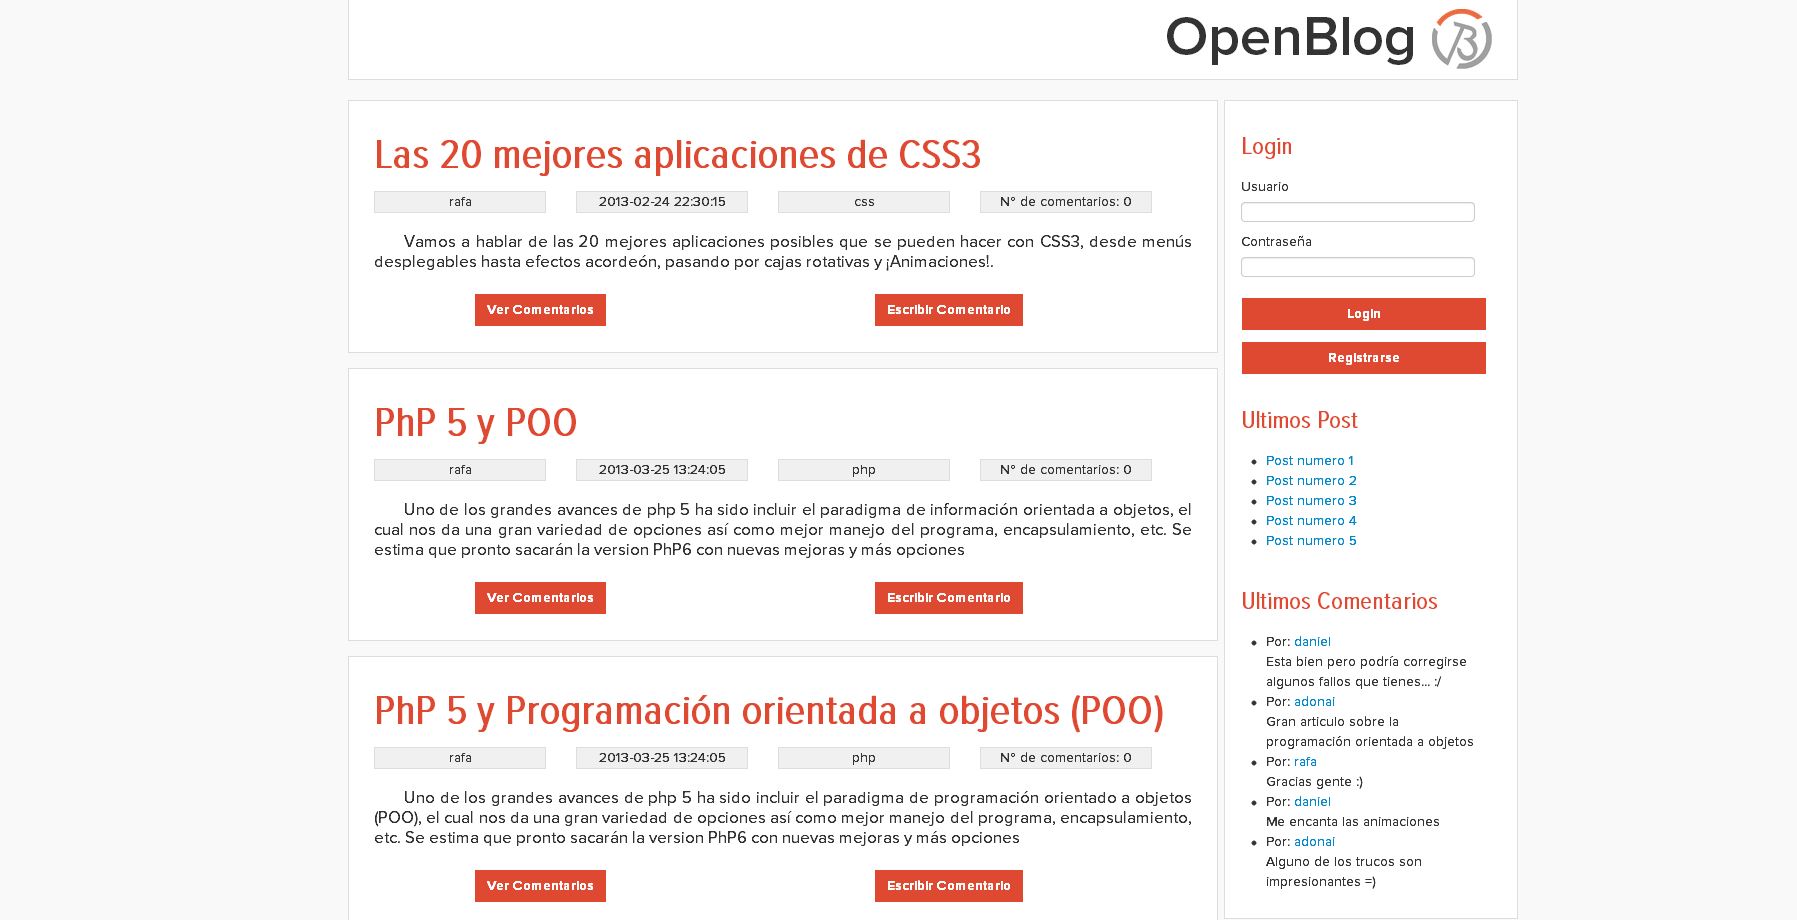 OpenBlog
Las 20 mejores aplicaciones de CSS3
rafa
2013-02-24 22:30:15
css
N° de comentarios: 0
Vamos a hablar de las 20 mejores aplicaciones posibles que se pueden hacer con CSS3, desde menús
desplegables hasta efectos acordeón, pasando por cajas rotativas y ¡Animaciones!.
Ver Comentarios
Escribir Comentario
PhP 5 y POO
rafa
2013-03-25 13:24:05
php
N° de comentarios: 0
Uno de los grandes avances de php 5 ha sido incluir el paradigma de información orientada a objetos, el
cual nos da una gran variedad de opciones así como mejor manejo del programa, encapsulamiento, etc. Se
estima que pronto sacarán la version PhP6 con nuevas mejoras y más opciones
Ver Comentarios
Escribir Comentario
PhP 5 y Programación orientada a objetos (POO)
rafa
2013-03-25 13:24:05
php
N° de comentarios: 0
Uno de los grandes avances de php 5 ha sido incluir el paradigma de programación orientado a objetos
(POO), el cual nos da una gran variedad de opciones así como mejor manejo del programa, encapsulamiento,
etc. Se estima que pronto sacarán la version PhP6 con nuevas mejoras y más opciones
Ver Comentarios
Escribir Comentario
Login
Usuario
Contraseña
Login
Registrarse
Ultimos Post
Post numero 1
Post numero 2
Post numero 3
Post numero 4
Post numero 5
Ultimos Comentarios
Por: daniel
Esta bien pero podría corregirse
algunos fallos que tienes... :/
Por: adonai
Gran articulo sobre la
programación orientada a objetos
Por: rafa
Gracias gente :)
Por: daniel
Me encanta las animaciones
Por: adonai
Alguno de los trucos son
impresionantes =)